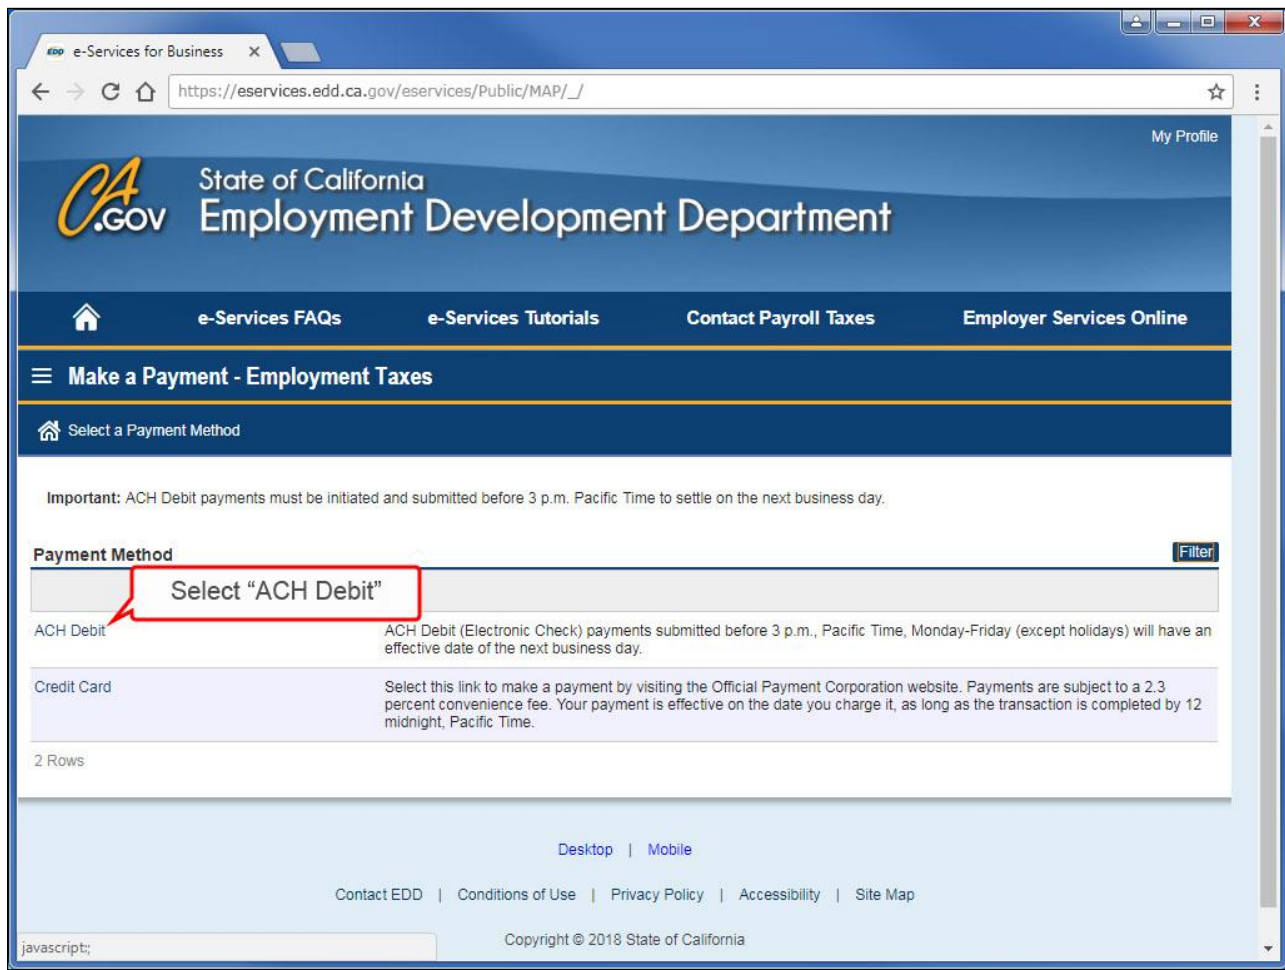 EDD e-Services for Business
https://eservices.edd.ca.gov/eservices/Public/MAP/_/
My Profile
CA.GOV
State of California
Employment Development Department
e-Services FAQs e-Services Tutorials Contact Payroll Taxes Employer Services Online
Make a Payment - Employment Taxes
Select a Payment Method
Important: ACH Debit payments must be initiated and submitted before 3 p.m. Pacific Time to settle on the next business day.
Payment Method Filter
Select “ACH Debit”
ACH Debit ACH Debit (Electronic Check) payments submitted before 3 p.m., Pacific Time, Monday-Friday (except holidays) will have an
effective date of the next business day.
Credit Card Select this link to make a payment by visiting the Official Payment Corporation website. Payments are subject to a 2.3
percent convenience fee. Your payment is effective on the date you charge it, as long as the transaction is completed by 12
midnight, Pacific Time.
2 Rows
Desktop | Mobile
Contact EDD | Conditions of Use | Privacy Policy | Accessibility | Site Map
Copyright © 2018 State of California
javascript:;